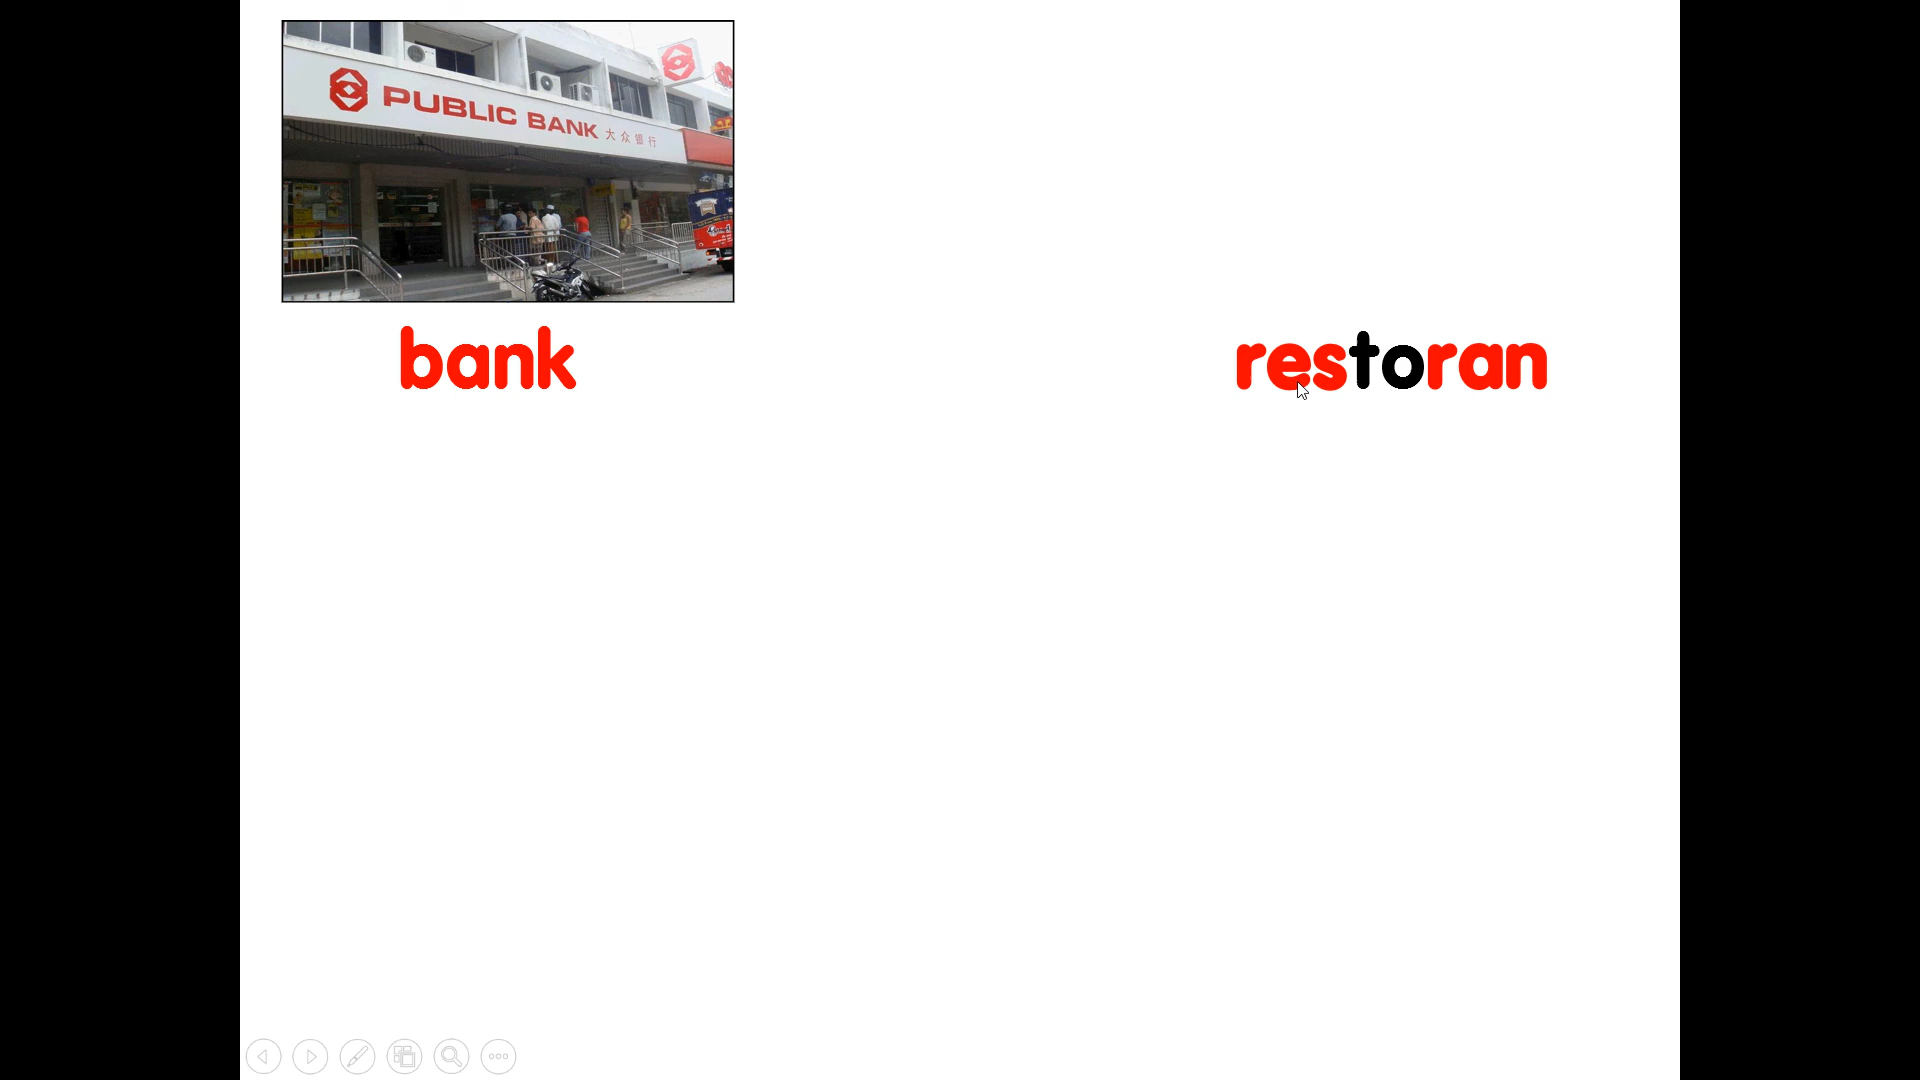 PUBLIC BANK 大众银行
bank
restoran